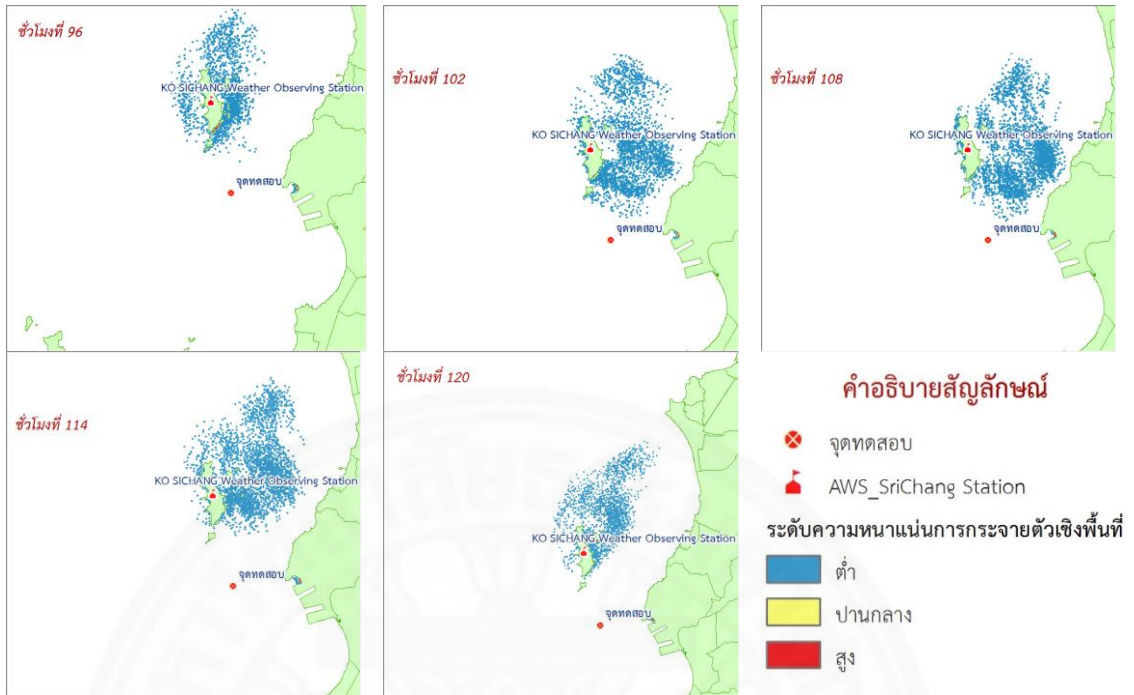 ชั่วโมงที่ 96
KO SICHANG Weather Observing Station
จุดทดสอบ
ชั่วโมงที่ 102
KO SICHANG Weather Observing Station
จุดทดสอบ
ชั่วโมงที่ 108
KO SICHANG Weather Observing Station
จุดทดสอบ
ชั่วโมงที่ 114
KO SICHANG Weather Observing Station
จุดทดสอบ
ชั่วโมงที่ 120
KO SICHANG Weather Observing Station
จุดทดสอบ
คำอธิบายสัญลักษณ์
จุดทดสอบ
AWS_SriChang Station
ระดับความหนาแน่นการกระจายตัวเชิงพื้นที่
ต่ำ
ปานกลาง
สูง